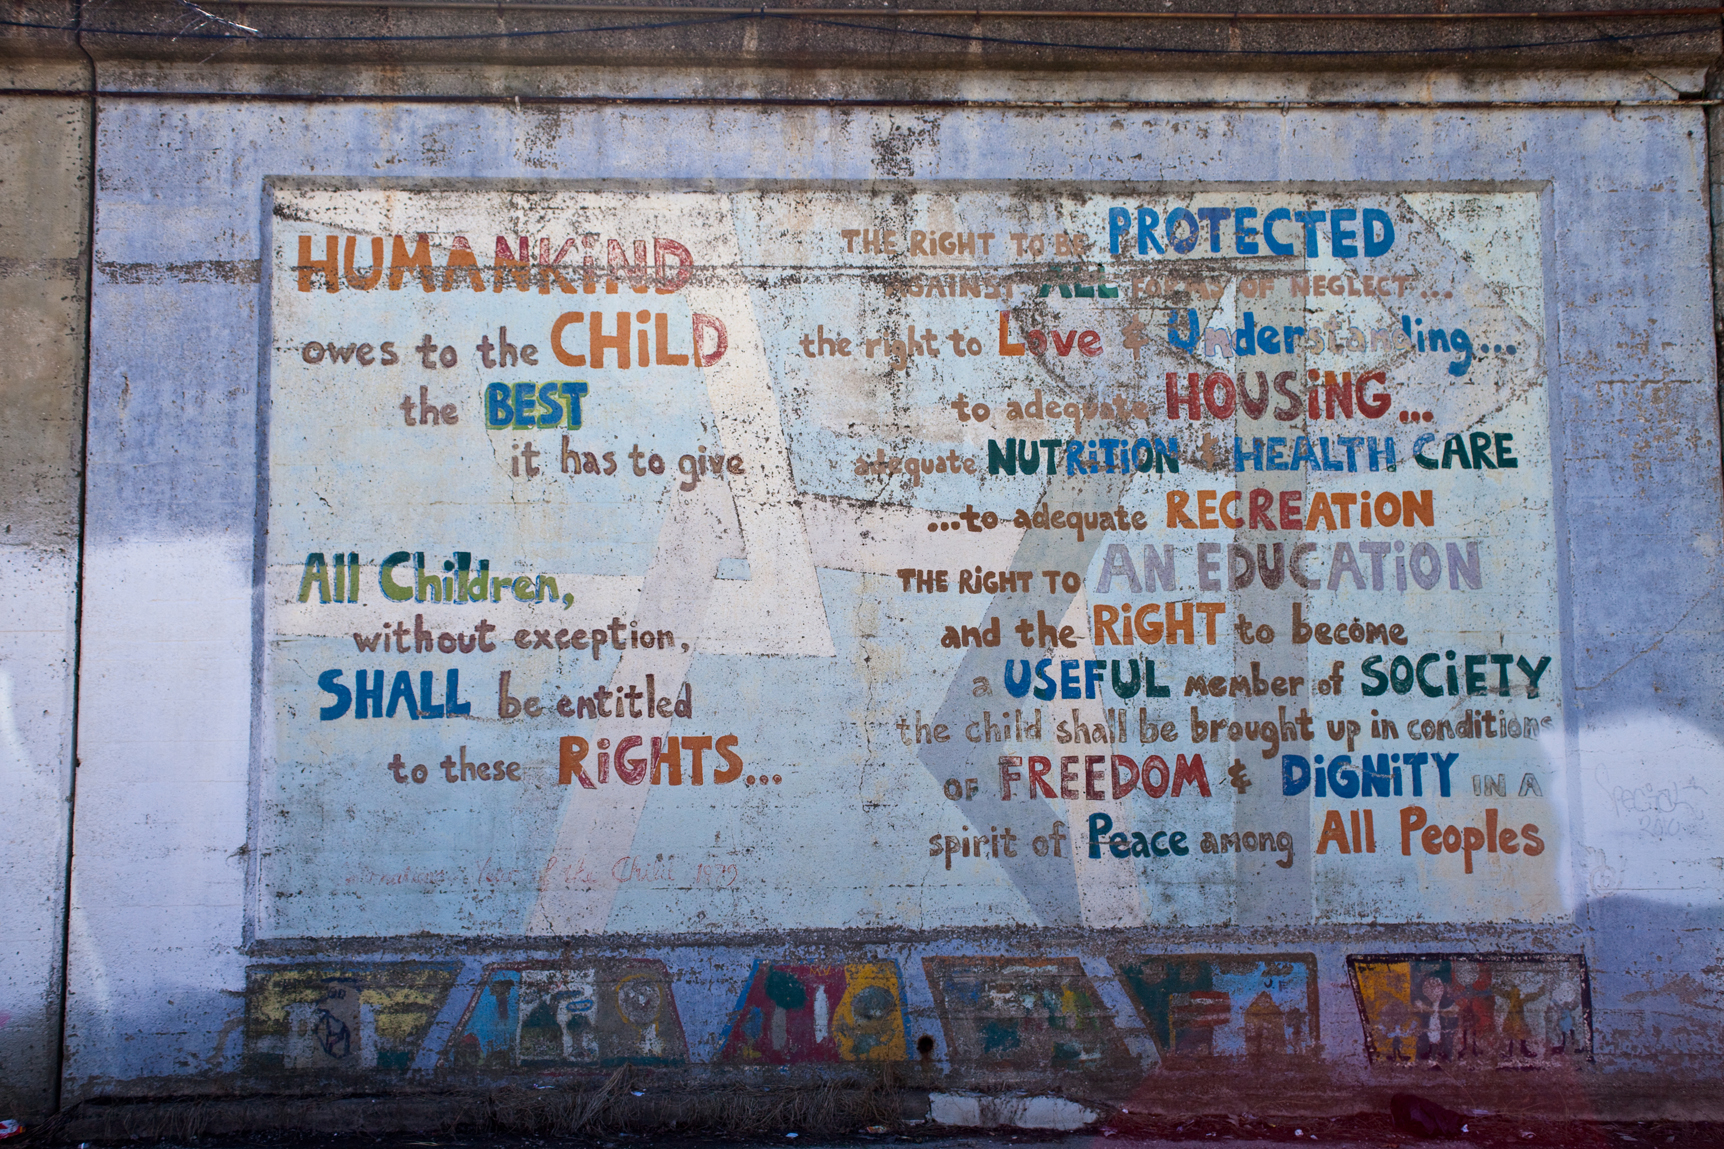 HUMANKiND
owes to the CHiLD
the BEST
it has to give
All Children,
without exception,
SHALL be entitled
to these RiGHTS...
Year of the Child 1979
THE RiGHT TO BE PROTECTED
AGAINST ALL FORMS OF NEGLECT...
the right to Love & Understanding...
to adequate HOUSiNG...
adequate NUTRiTiON & HEALTH CARE
...to adequate RECREATiON
THE RiGHT TO AN EDUCATiON
and the RiGHT to become
a USEFUL member of SOCiETY
the child shall be brought up in conditions
OF FREEDOM & DiGNiTY IN A
spirit of Peace among All Peoples